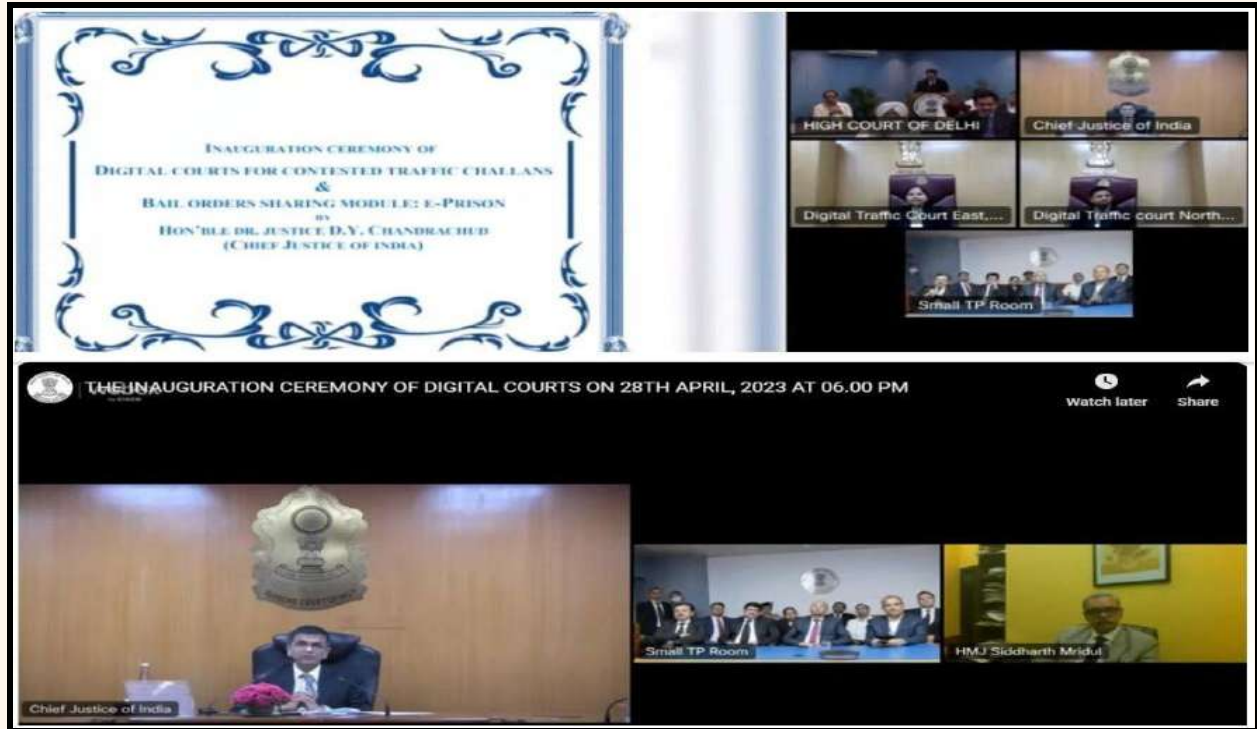 INAUGURATION CEREMONY OF
DIGITAL COURTS FOR CONTESTED TRAFFIC CHALLANS
&
BAIL ORDERS SHARING MODULE: E-PRISON
BY
HON'BLE DR. JUSTICE D.Y. CHANDRACHUD
(CHIEF JUSTICE OF INDIA)
HIGH COURT OF DELHI
Chief Justice of India
Digital Traffic Court East,...
Digital Traffic court North...
Small TP Room
THE INAUGURATION CEREMONY OF DIGITAL COURTS ON 28TH APRIL, 2023 AT 06.00 PM
Watch later
Share
Chief Justice of India
Small TP Room
HMJ Siddharth Mridul